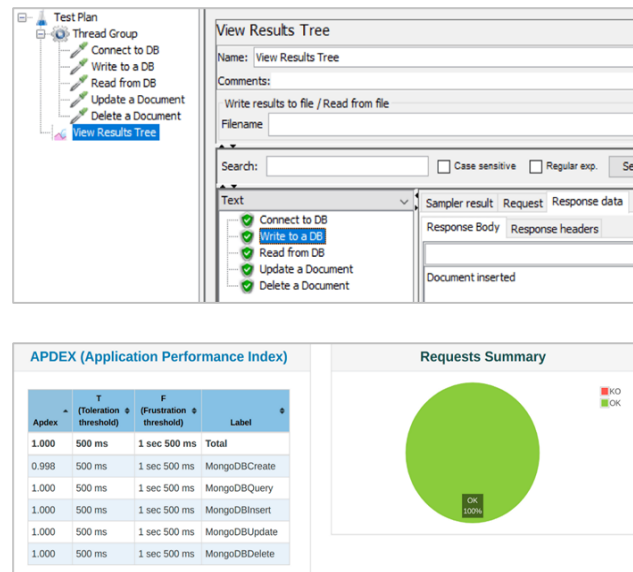 Test Plan
Thread Group
Connect to DB
Write to a DB
Read from DB
Update a Document
Delete a Document
View Results Tree
View Results Tree
Name: View Results Tree
Comments:
Write results to file / Read from file
Filename
Search: Case sensitive Regular exp. Se
Text
Connect to DB
Write to a DB
Read from DB
Update a Document
Delete a Document
Sampler result Request Response data
Response Body Response headers
Document inserted
APDEX (Application Performance Index)
Apdex T (Toleration threshold) F (Frustration threshold) Label
1.000 500 ms 1 sec 500 ms Total
0.998 500 ms 1 sec 500 ms MongoDBCreate
1.000 500 ms 1 sec 500 ms MongoDBQuery
1.000 500 ms 1 sec 500 ms MongoDBInsert
1.000 500 ms 1 sec 500 ms MongoDBUpdate
1.000 500 ms 1 sec 500 ms MongoDBDelete
Requests Summary
KO
OK
OK
100%